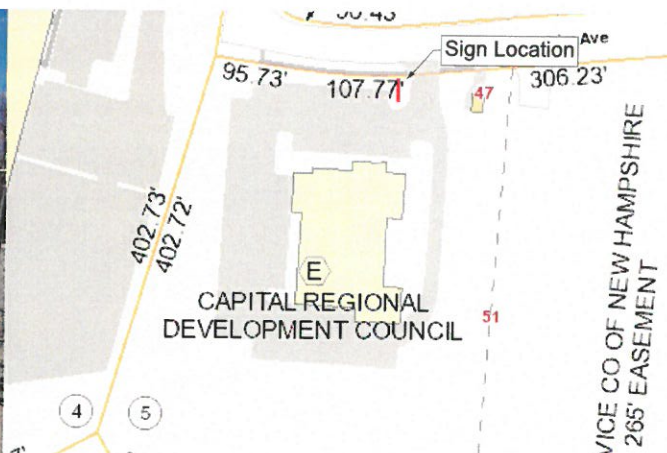 Sign Location
Ave
95.73'
107.77'
306.23'
47
402.73'
402.72'
E
CAPITAL REGIONAL
DEVELOPMENT COUNCIL
51
VICE CO OF NEW HAMPSHIRE
265' EASEMENT
4
5